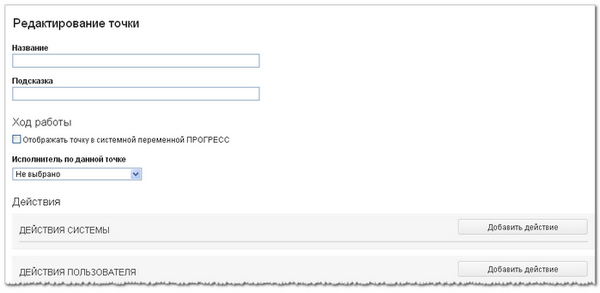 Редактирование точки
Название
Подсказка
Ход работы
Отображать точку в системной переменной ПРОГРЕСС
Исполнитель по данной точке
Не выбрано
Действия
ДЕЙСТВИЯ СИСТЕМЫ
Добавить действие
ДЕЙСТВИЯ ПОЛЬЗОВАТЕЛЯ
Добавить действие